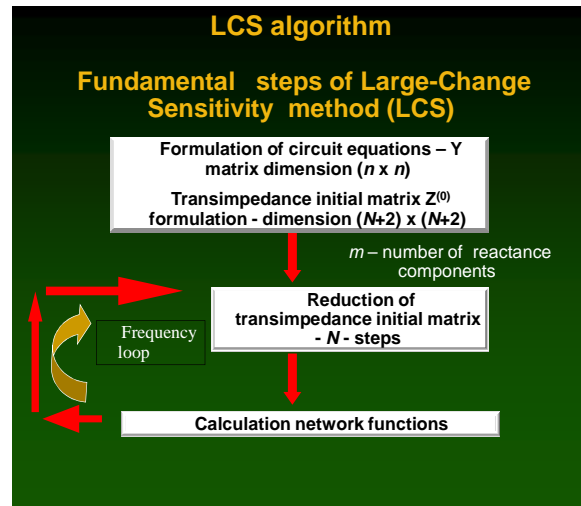 LCS algorithm
Fundamental steps of Large-Change
Sensitivity method (LCS)
Formulation of circuit equations – Y
matrix dimension (n x n)
Transimpedance initial matrix Z(0)
formulation - dimension (N+2) x (N+2)
m – number of reactance
components
Reduction of
transimpedance initial matrix
- N - steps
Frequency
loop
Calculation network functions